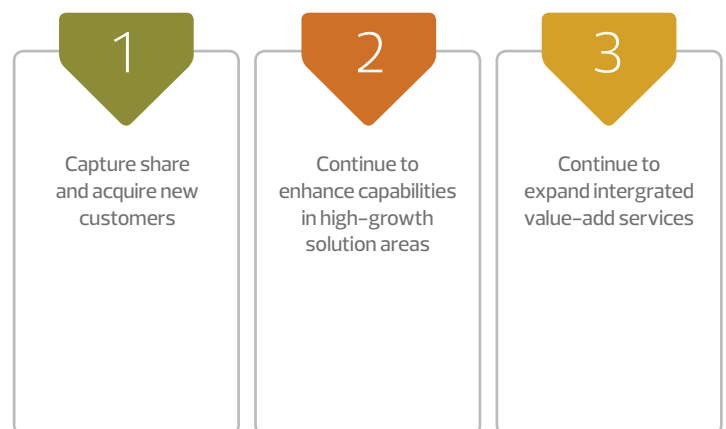 1
Capture share
and acquire new
customers
2
Continue to
enhance capabilities
in high-growth
solution areas
3
Continue to
expand intergrated
value-add services